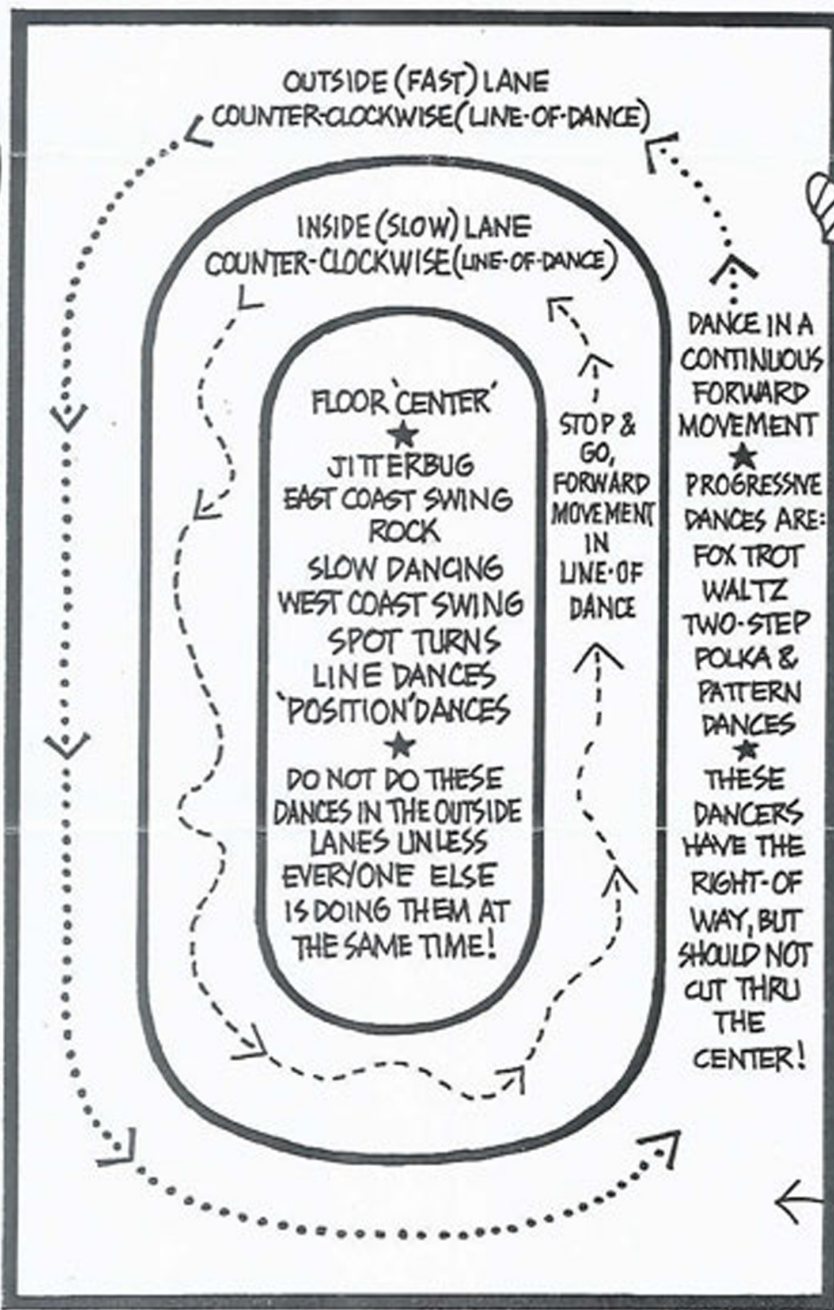 OUTSIDE (FAST) LANE
COUNTER-CLOCKWISE (LINE-OF-DANCE)
INSIDE (SLOW) LANE
COUNTER-CLOCKWISE (LINE-OF-DANCE)
FLOOR 'CENTER'
★
JITTERBUG
EAST COAST SWING
ROCK
SLOW DANCING
WEST COAST SWING
SPOT TURNS
LINE DANCES
'POSITION' DANCES
★
DO NOT DO THESE
DANCES IN THE OUTSIDE
LANES UNLESS
EVERYONE ELSE
IS DOING THEM AT
THE SAME TIME!
STOP &
GO,
FORWARD
MOVEMENT
IN
LINE-OF
DANCE
DANCE IN A
CONTINUOUS
FORWARD
MOVEMENT
★
PROGRESSIVE
DANCES ARE:
FOX TROT
WALTZ
TWO-STEP
POLKA &
PATTERN
DANCES
★
THESE
DANCERS
HAVE THE
RIGHT-OF
WAY, BUT
SHOULD NOT
CUT THRU
THE
CENTER!